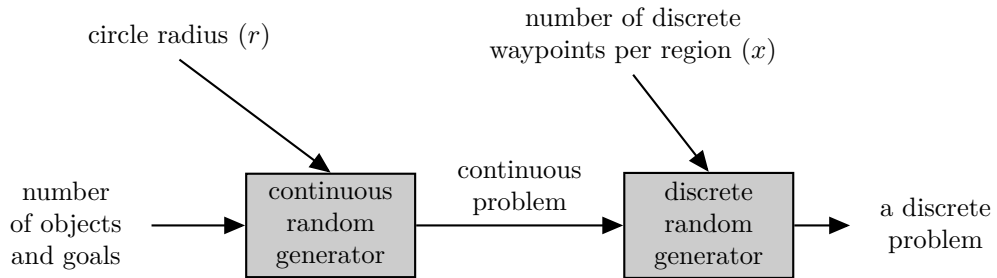 circle radius (r)
number of discrete
waypoints per region (x)
number
of objects
and goals
continuous
random
generator
continuous
problem
discrete
random
generator
a discrete
problem